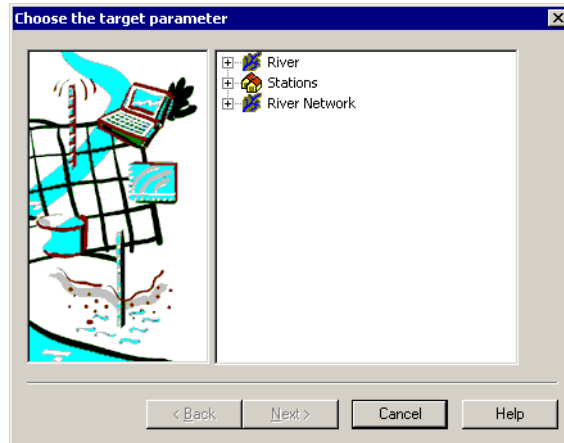 Choose the target parameter
River
Stations
River Network
< Back
Next >
Cancel
Help